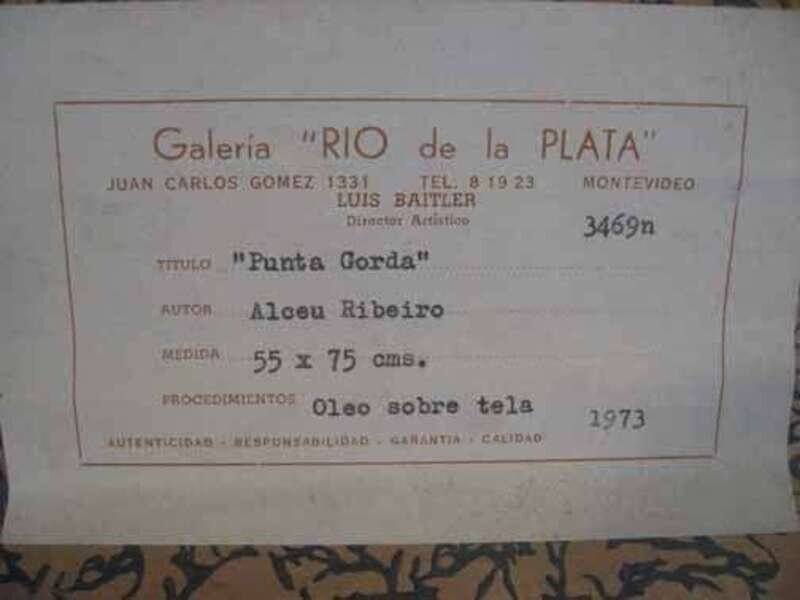 Galería "RIO de la PLATA"
JUAN CARLOS GOMEZ 1331 TEL. 8 19 23 MONTEVIDEO
LUIS BAITLER
Director Artístico
3469n
TITULO "Punta Gorda"
AUTOR Alceu Ribeiro
MEDIDA 55 x 75 cms.
PROCEDIMIENTOS Oleo sobre tela
1973
AUTENTICIDAD - RESPONSABILIDAD - GARANTIA - CALIDAD